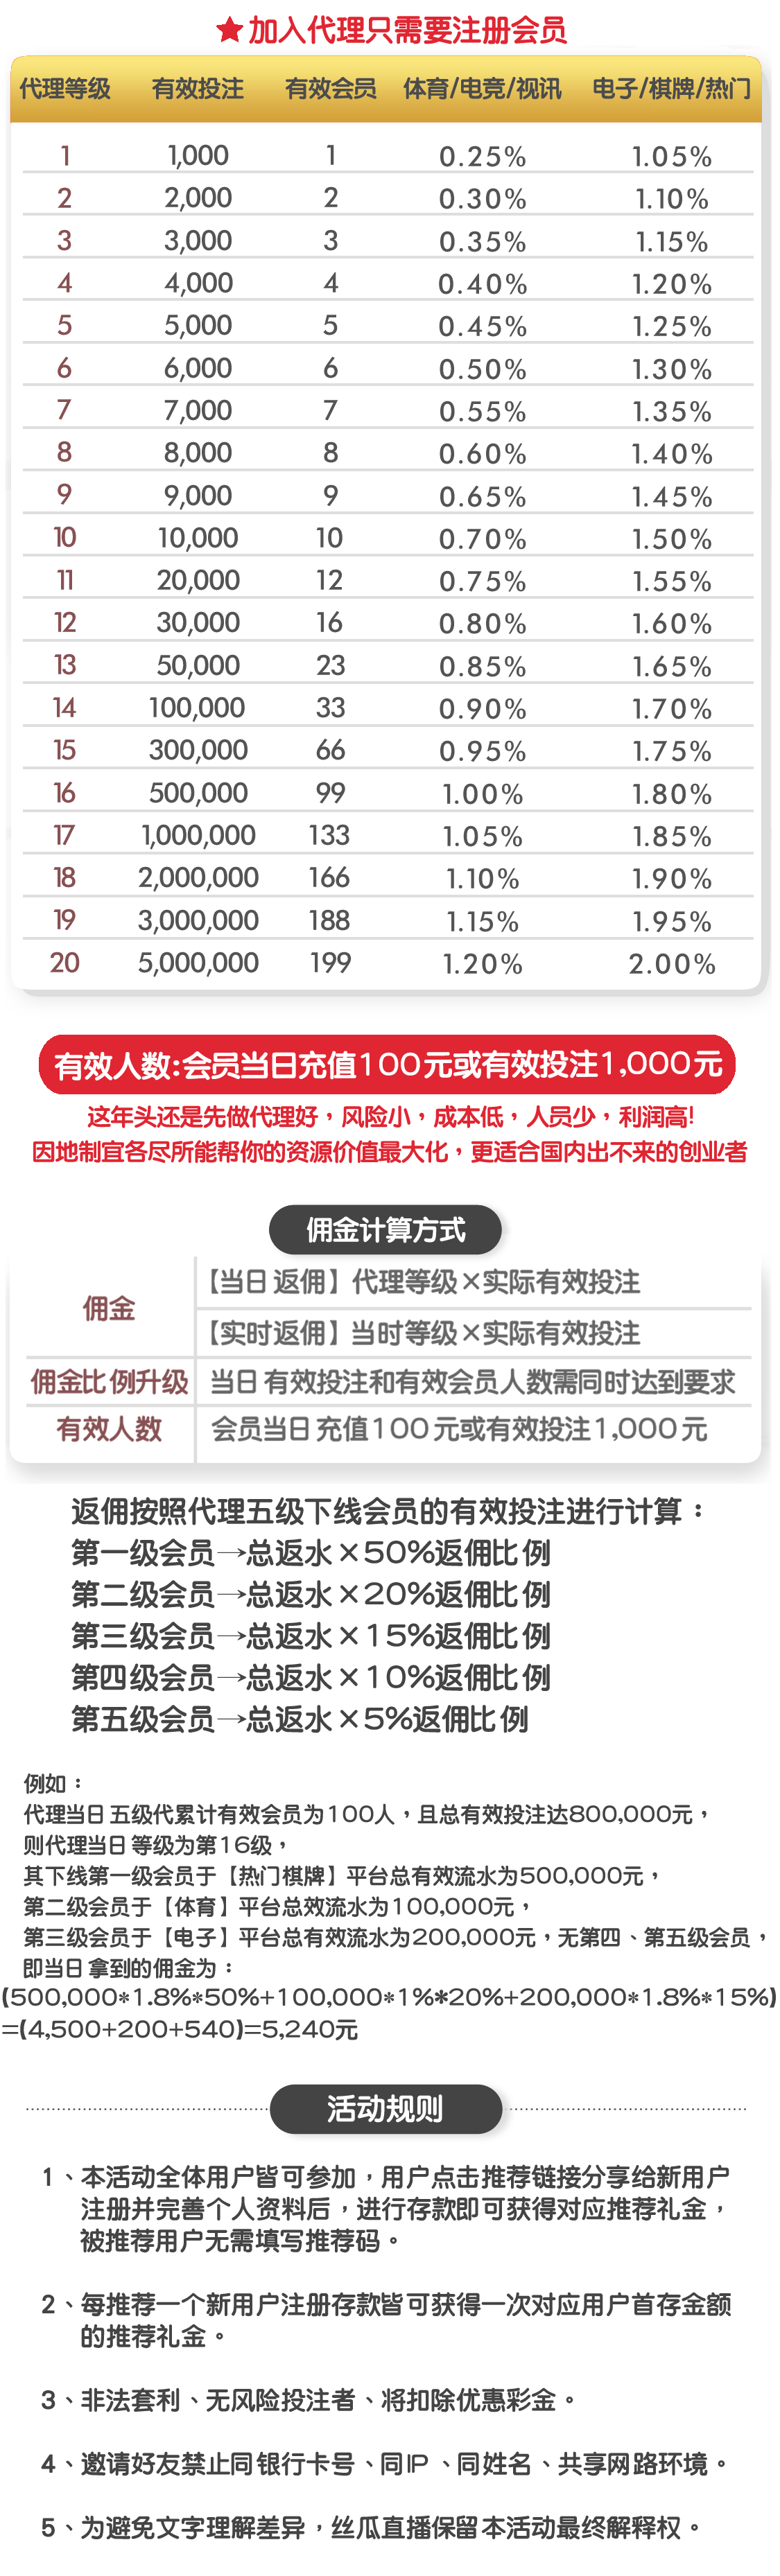 ★加入代理只需要注册会员
代理等级 有效投注 有效会员 体育/电竞/视讯 电子/棋牌/热门
1 1,000 1 0.25% 1.05%
2 2,000 2 0.30% 1.10%
3 3,000 3 0.35% 1.15%
4 4,000 4 0.40% 1.20%
5 5,000 5 0.45% 1.25%
6 6,000 6 0.50% 1.30%
7 7,000 7 0.55% 1.35%
8 8,000 8 0.60% 1.40%
9 9,000 9 0.65% 1.45%
10 10,000 10 0.70% 1.50%
11 20,000 12 0.75% 1.55%
12 30,000 16 0.80% 1.60%
13 50,000 23 0.85% 1.65%
14 100,000 33 0.90% 1.70%
15 300,000 66 0.95% 1.75%
16 500,000 99 1.00% 1.80%
17 1,000,000 133 1.05% 1.85%
18 2,000,000 166 1.10% 1.90%
19 3,000,000 188 1.15% 1.95%
20 5,000,000 199 1.20% 2.00%
有效人数:会员当日充值100元或有效投注1,000元
这年头还是先做代理好，风险小，成本低，人员少，利润高!
因地制宜各尽所能帮你的资源价值最大化，更适合国内出不来的创业者
佣金计算方式
佣金
【当日返佣】代理等级×实际有效投注
【实时返佣】当时等级×实际有效投注
佣金比例升级 当日有效投注和有效会员人数需同时达到要求
有效人数 会员当日充值100元或有效投注1,000元
返佣按照代理五级下线会员的有效投注进行计算：
第一级会员→总返水×50%返佣比例
第二级会员→总返水×20%返佣比例
第三级会员→总返水×15%返佣比例
第四级会员→总返水×10%返佣比例
第五级会员→总返水×5%返佣比例
例如：
代理当日五级代累计有效会员为100人，且总有效投注达800,000元，
则代理当日等级为第16级，
其下线第一级会员于【热门棋牌】平台总有效流水为500,000元，
第二级会员于【体育】平台总效流水为100,000元，
第三级会员于【电子】平台总有效流水为200,000元，无第四、第五级会员，
即当日拿到的佣金为：
(500,000*1.8%*50%+100,000*1%*20%+200,000*1.8%*15%)
=(4,500+200+540)=5,240元
活动规则
1、本活动全体用户皆可参加，用户点击推荐链接分享给新用户
注册并完善个人资料后，进行存款即可获得对应推荐礼金，
被推荐用户无需填写推荐码。
2、每推荐一个新用户注册存款皆可获得一次对应用户首存金额
的推荐礼金。
3、非法套利、无风险投注者、将扣除优惠彩金。
4、邀请好友禁止同银行卡号、同IP、同姓名、共享网路环境。
5、为避免文字理解差异，丝瓜直播保留本活动最终解释权。